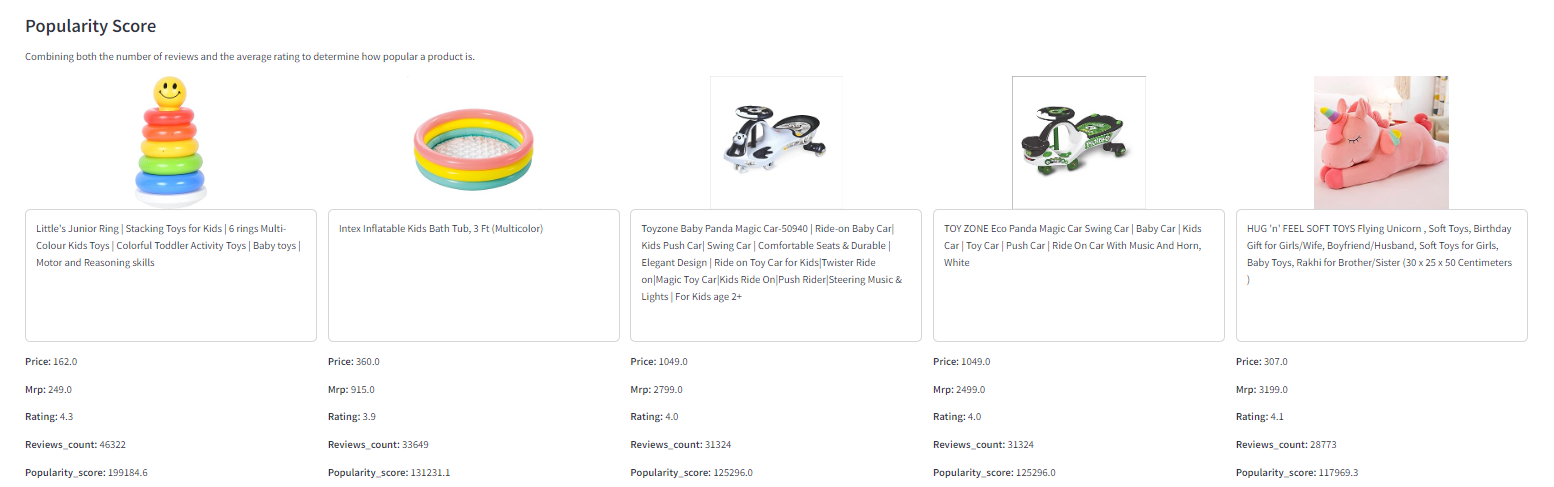 Popularity Score
Combining both the number of reviews and the average rating to determine how popular a product is.
Little's Junior Ring | Stacking Toys for Kids | 6 rings Multi-
Colour Kids Toys | Colorful Toddler Activity Toys | Baby toys |
Motor and Reasoning skills
Price: 162.0
Mrp: 249.0
Rating: 4.3
Reviews_count: 46322
Popularity_score: 199184.6
Intex Inflatable Kids Bath Tub, 3 Ft (Multicolor)
Price: 360.0
Mrp: 915.0
Rating: 3.9
Reviews_count: 33649
Popularity_score: 131231.1
Toyzone Baby Panda Magic Car-50940 | Ride-on Baby Car|
Kids Push Car| Swing Car | Comfortable Seats & Durable |
Elegant Design | Ride on Toy Car for Kids|Twister Ride
on|Magic Toy Car|Kids Ride On|Push Rider|Steering Music &
Lights | For Kids age 2+
Price: 1049.0
Mrp: 2799.0
Rating: 4.0
Reviews_count: 31324
Popularity_score: 125296.0
TOY ZONE Eco Panda Magic Car Swing Car | Baby Car | Kids
Car | Toy Car | Push Car | Ride On Car With Music And Horn,
White
Price: 1049.0
Mrp: 2499.0
Rating: 4.0
Reviews_count: 31324
Popularity_score: 125296.0
HUG 'n' FEEL SOFT TOYS Flying Unicorn , Soft Toys, Birthday
Gift for Girls/Wife, Boyfriend/Husband, Soft Toys for Girls,
Baby Toys, Rakhi for Brother/Sister (30 x 25 x 50 Centimeters
)
Price: 307.0
Mrp: 3199.0
Rating: 4.1
Reviews_count: 28773
Popularity_score: 117969.3